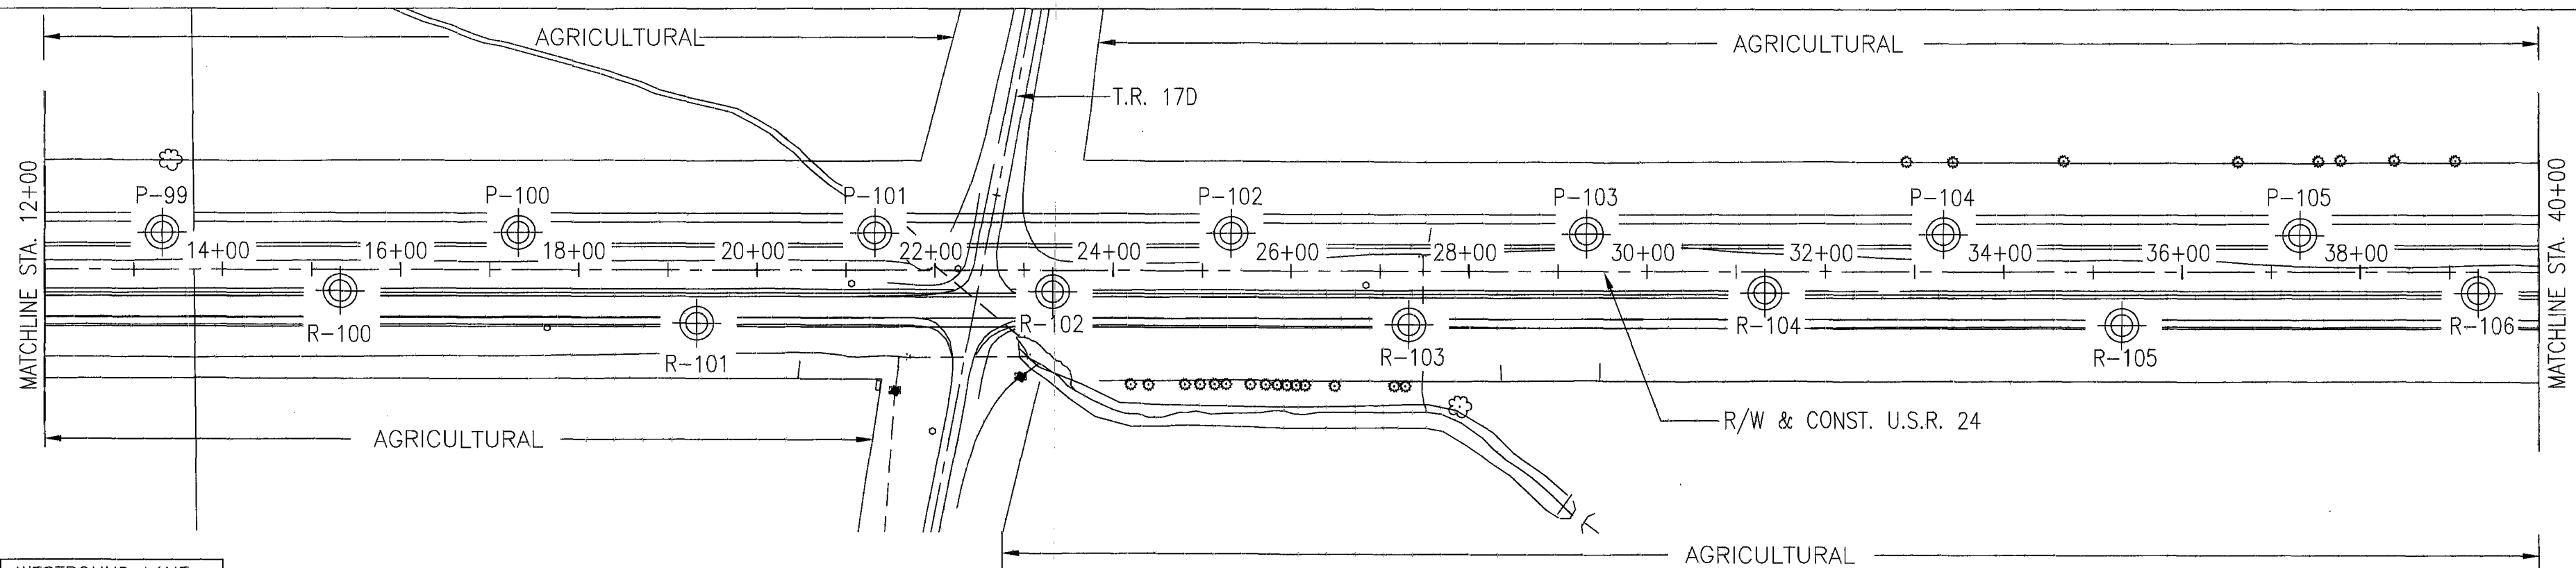 AGRICULTURAL
AGRICULTURAL
T.R. 17D
MATCHLINE STA. 12+00
MATCHLINE STA. 40+00
P-99
P-100
P-101
P-102
P-103
P-104
P-105
14+00
16+00
18+00
20+00
22+00
24+00
26+00
28+00
30+00
32+00
34+00
36+00
38+00
R-100
R-101
R-102
R-103
R-104
R-105
R-106
R/W & CONST. U.S.R. 24
AGRICULTURAL
AGRICULTURAL